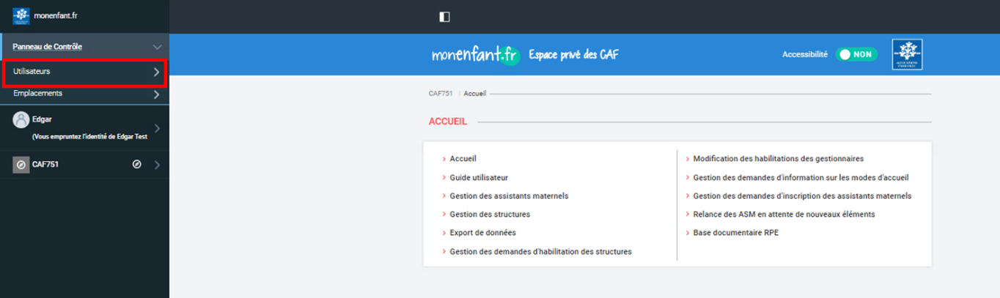 monenfant.fr
Panneau de Contrôle
Utilisateurs
Emplacements
Edgar
(Vous empruntez l'identité de Edgar Test
CAF751
monenfant.fr Espace privé des CAF
Accessibilité NON
CAF751 Accueil
ACCUEIL
Accueil
Guide utilisateur
Gestion des assistants maternels
Gestion des structures
Export de données
Gestion des demandes d'habilitation des structures
Modification des habilitations des gestionnaires
Gestion des demandes d'information sur les modes d'accueil
Gestion des demandes d'inscription des assistants maternels
Relance des ASM en attente de nouveaux éléments
Base documentaire RPE